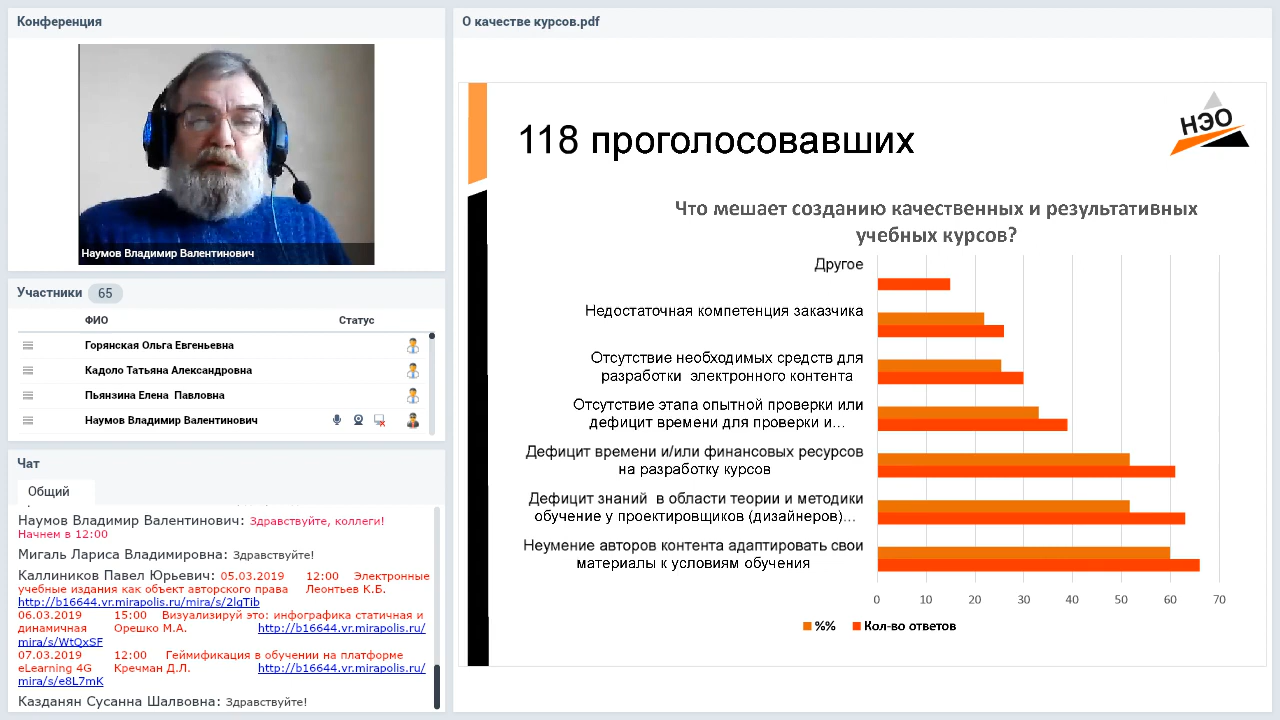 Конференция
Наумов Владимир Валентинович
Участники 65
ФИО Статус
Горянская Ольга Евгеньевна
Кадоло Татьяна Александровна
Пьянзина Елена Павловна
Наумов Владимир Валентинович
Чат
Общий
Наумов Владимир Валентинович: Здравствуйте, коллеги!
Начнем в 12:00
Мигаль Лариса Владимировна: Здравствуйте!
Каллиников Павел Юрьевич: 05.03.2019 12:00 Электронные
учебные издания как объект авторского права Леонтьев К.Б.
http://b16644.vr.mirapolis.ru/mira/s/2lgTib
06.03.2019 15:00 Визуализируй это: инфографика статичная и
динамичная Орешко М.А. http://b16644.vr.mirapolis.ru/
mira/s/WtQxSF
07.03.2019 12:00 Геймификация в обучении на платформе
eLearning 4G Кречман Д.Л. http://b16644.vr.mirapolis.ru/
mira/s/e8L7mK
Казданян Сусанна Шалвовна: Здравствуйте!
О качестве курсов.pdf
НЭО
118 проголосовавших
Что мешает созданию качественных и результативных
учебных курсов?
Другое
Недостаточная компетенция заказчика
Отсутствие необходимых средств для
разработки электронного контента
Отсутствие этапа опытной проверки или
дефицит времени для проверки и...
Дефицит времени и/или финансовых ресурсов
на разработку курсов
Дефицит знаний в области теории и методики
обучение у проектировщиков (дизайнеров)...
Неумение авторов контента адаптировать свои
материалы к условиям обучения
0 10 20 30 40 50 60 70
%% Кол-во ответов